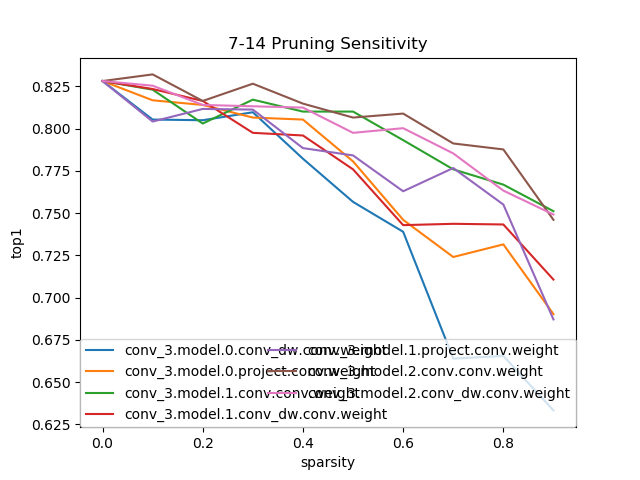 7-14 Pruning Sensitivity
top1
0.825
0.800
0.775
0.750
0.725
0.700
0.675
0.650
0.625
conv_3.model.0.conv_dw.conv.weight
conv_3.model.0.project.conv.weight
conv_3.model.1.conv.conv.weight
conv_3.model.1.conv_dw.conv.weight
conv_3.model.1.project.conv.weight
conv_3.model.2.conv.conv.weight
conv_3.model.2.conv_dw.conv.weight
0.0 0.2 0.4 0.6 0.8
sparsity